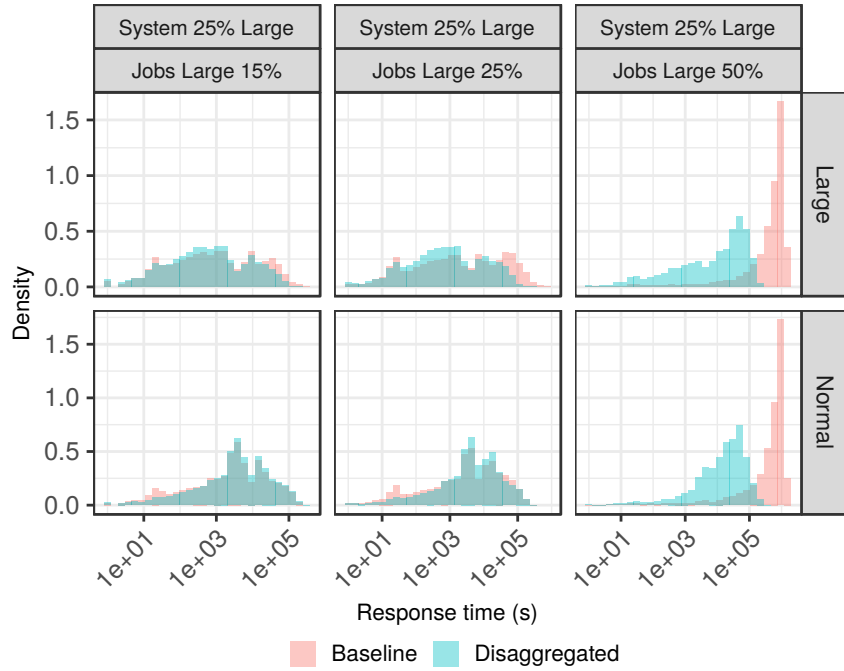 System 25% Large System 25% Large System 25% Large
Jobs Large 15% Jobs Large 25% Jobs Large 50%
1.5
1.0
0.5
0.0
Large
Density
1.5
1.0
0.5
0.0
Normal
1e+01 1e+03 1e+05 1e+01 1e+03 1e+05 1e+01 1e+03 1e+05
Response time (s)
Baseline Disaggregated